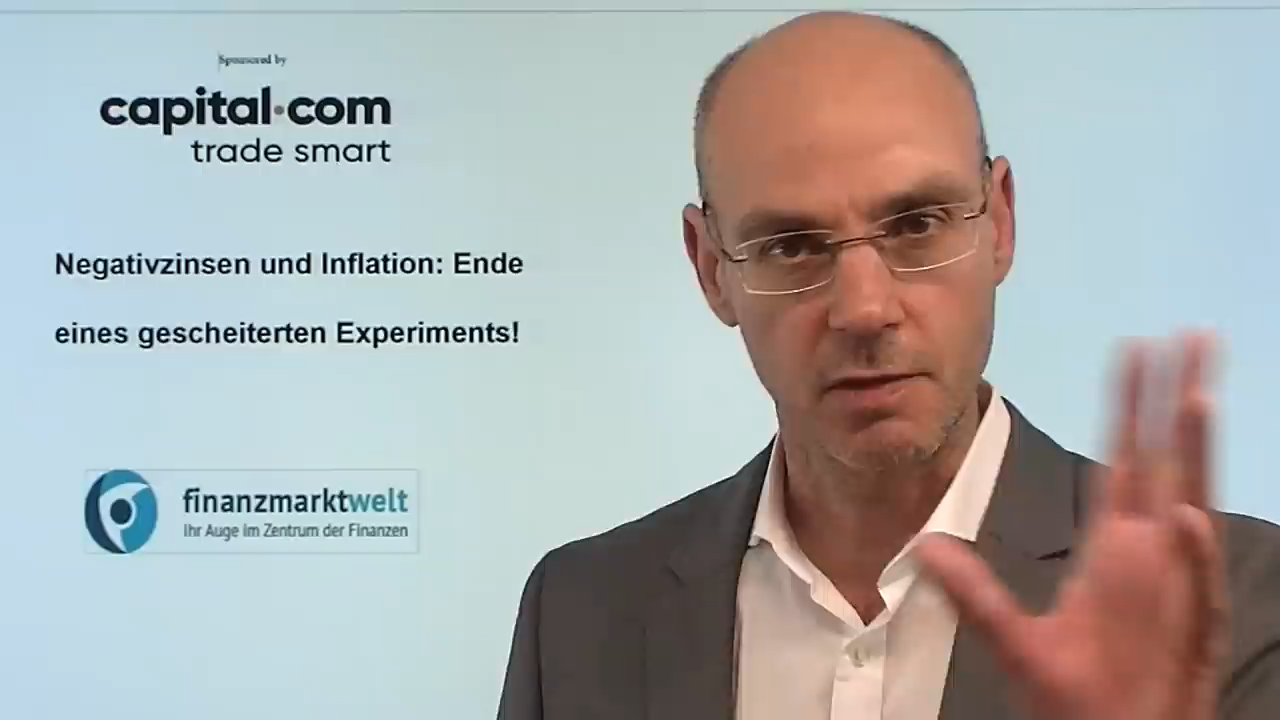 Sponsored by
capital.com
trade smart
Negativzinsen und Inflation: Ende
eines gescheiterten Experiments!
finanzmarktwelt
Ihr Auge im Zentrum der Finanzen